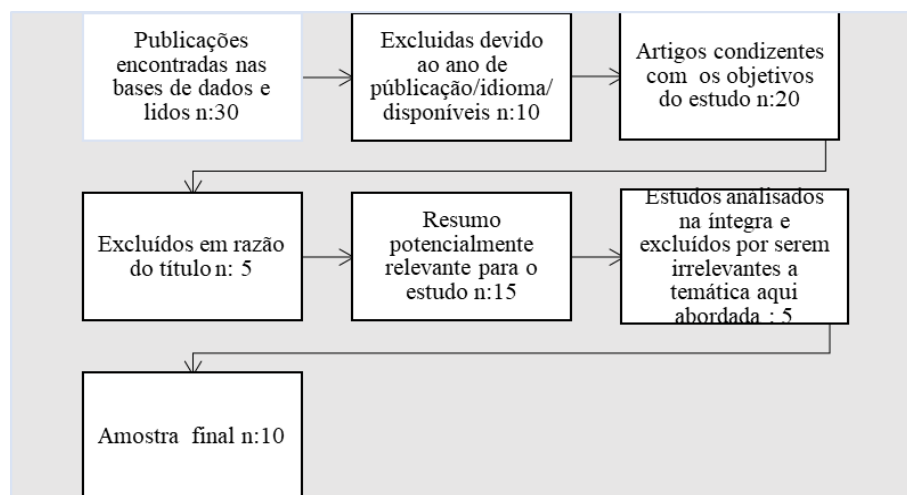 Publicações
encontradas nas
bases de dados e
lidos n:30
Excluidas devido
ao ano de
públicação/idioma/
disponíveis n:10
Artigos condizentes
com os objetivos
do estudo n:20
Excluídos em razão
do título n: 5
Resumo
potencialmente
relevante para o
estudo n:15
Estudos análisados
na íntegra e
excluídos por serem
irrelevantes a
temática aqui
abordada : 5
Amostra final n:10